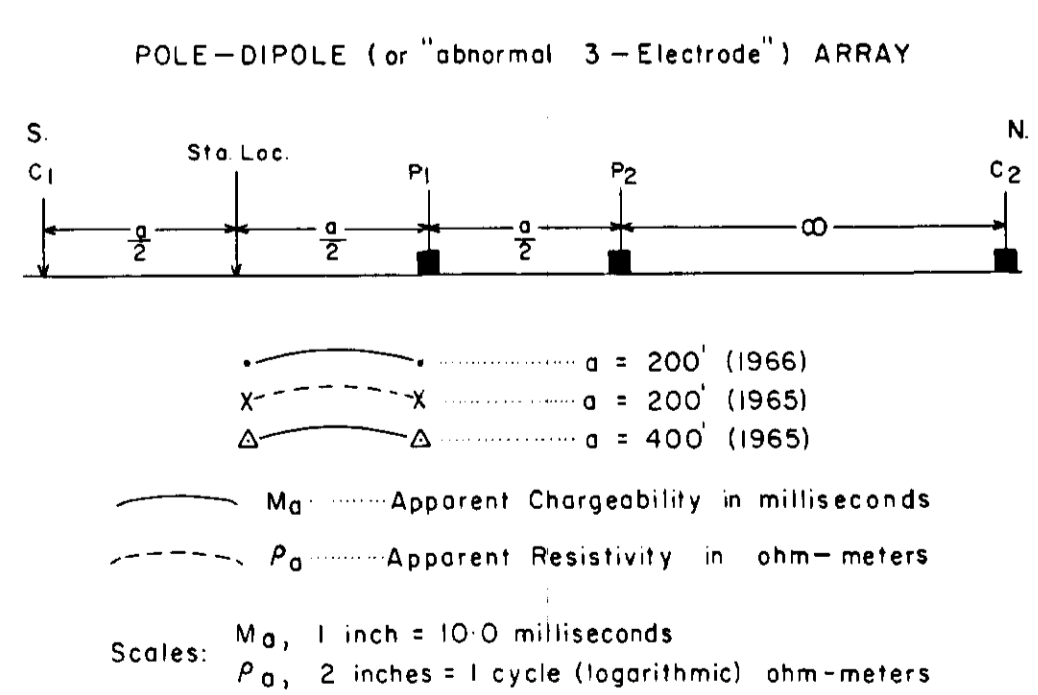 POLE-DIPOLE (or "abnormal 3-Electrode") ARRAY
S. N.
C1 Sta. Loc. P1 P2 C2
a/2 a/2 a/2 ∞
a = 200' (1966)
X X a = 200' (1965)
a = 400' (1965)
Ma ........ Apparent Chargeability in milliseconds
ρa ........ Apparent Resistivity in ohm-meters
Scales: Ma, 1 inch = 10.0 milliseconds
ρa, 2 inches = 1 cycle (logarithmic) ohm-meters